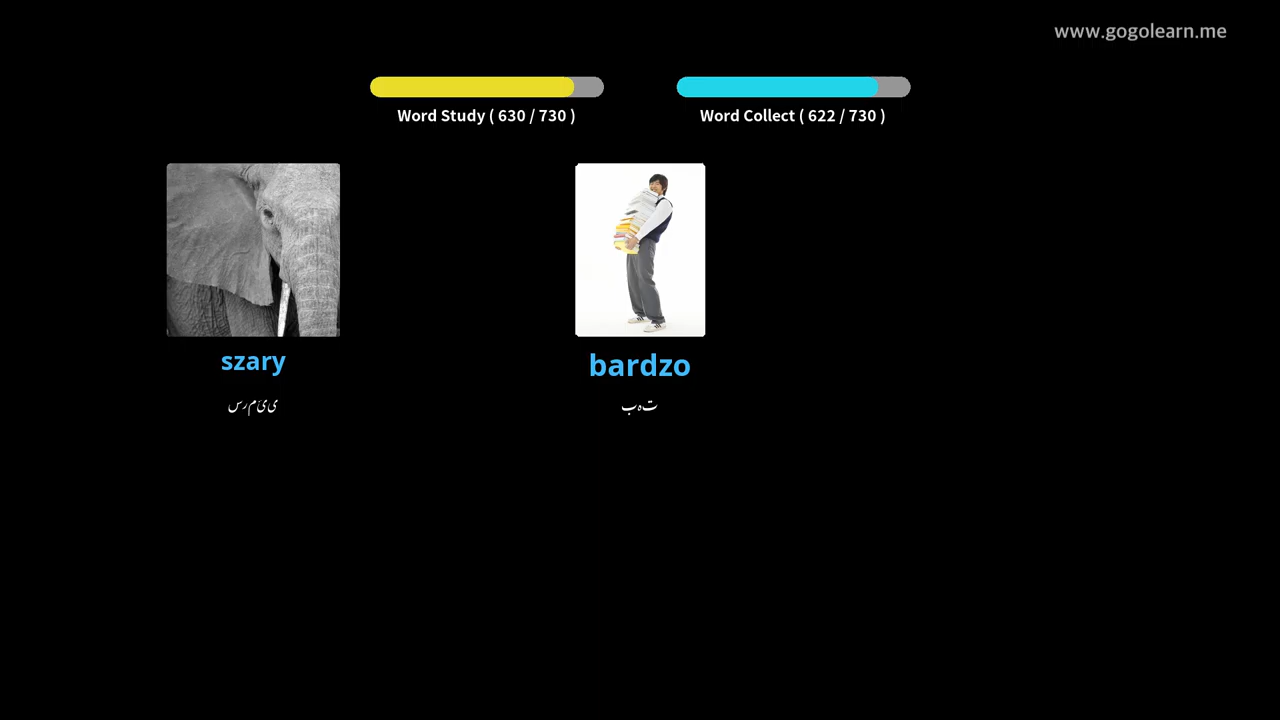 www.gogolearn.me
Word Study ( 630 / 730 )
Word Collect ( 622 / 730 )
szary
سرمئی
bardzo
بہت